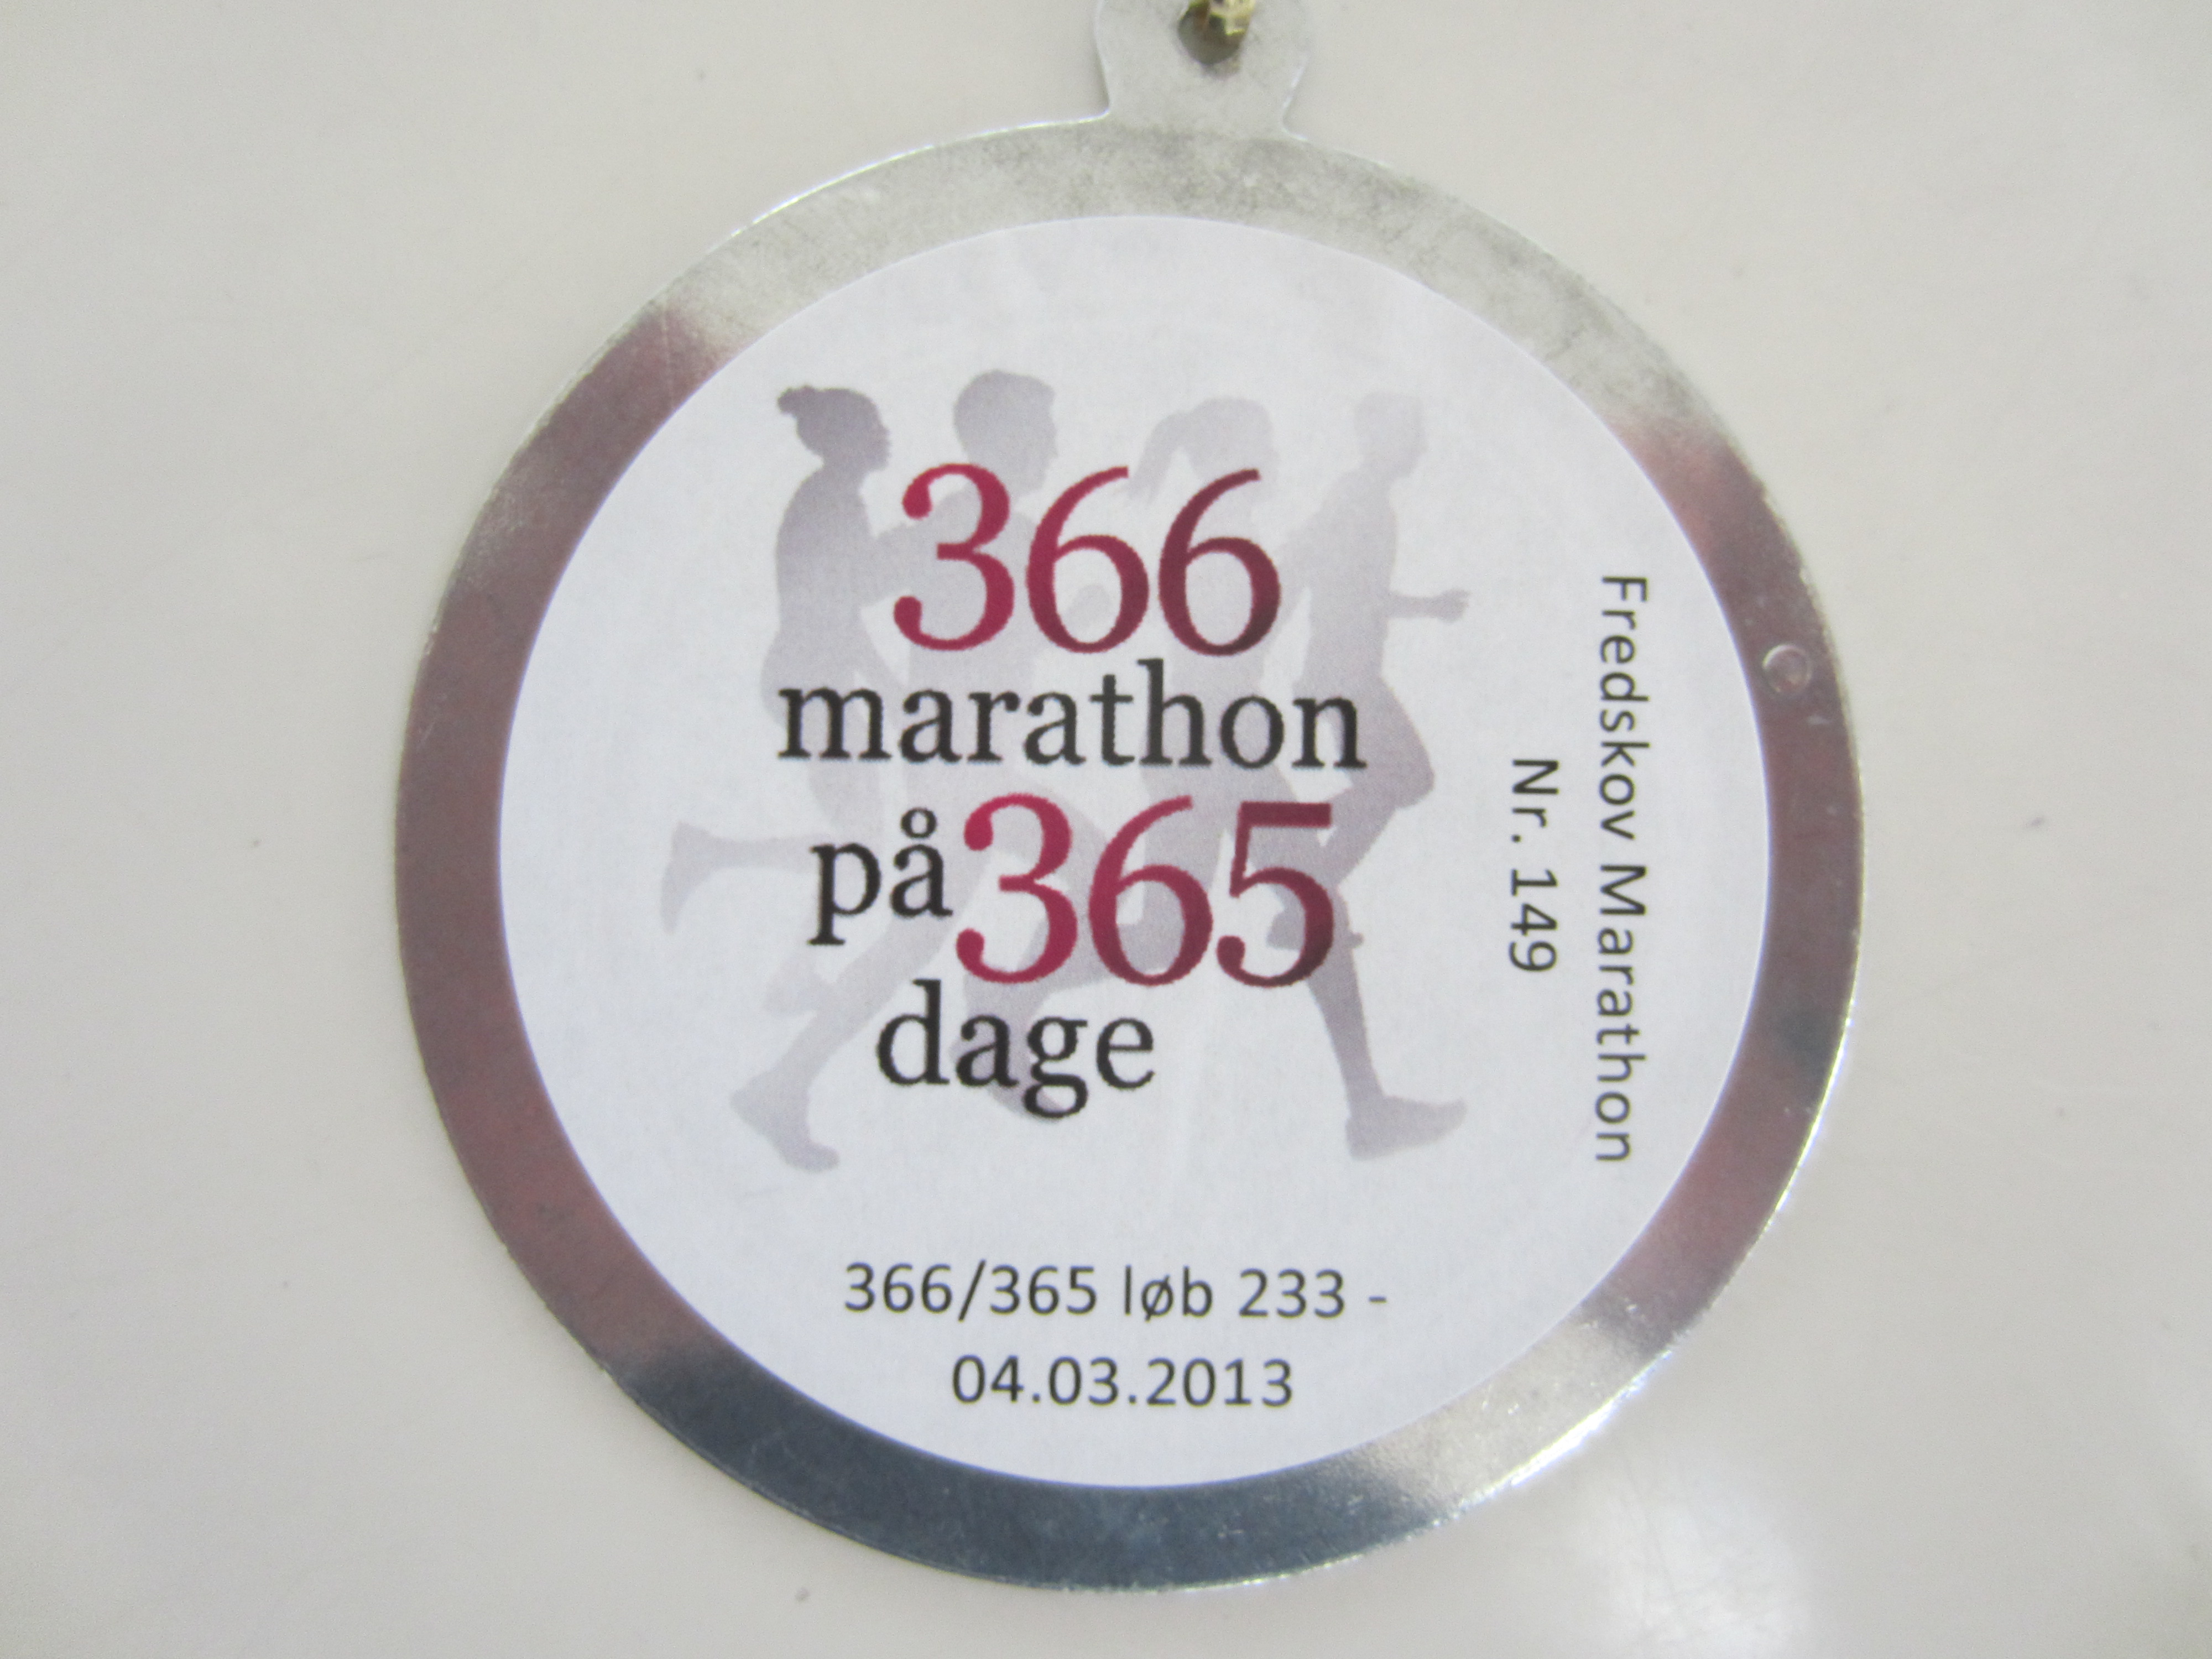 366
marathon
på 365
dage
Fredskov Marathon
Nr. 149
366/365 løb 233 -
04.03.2013